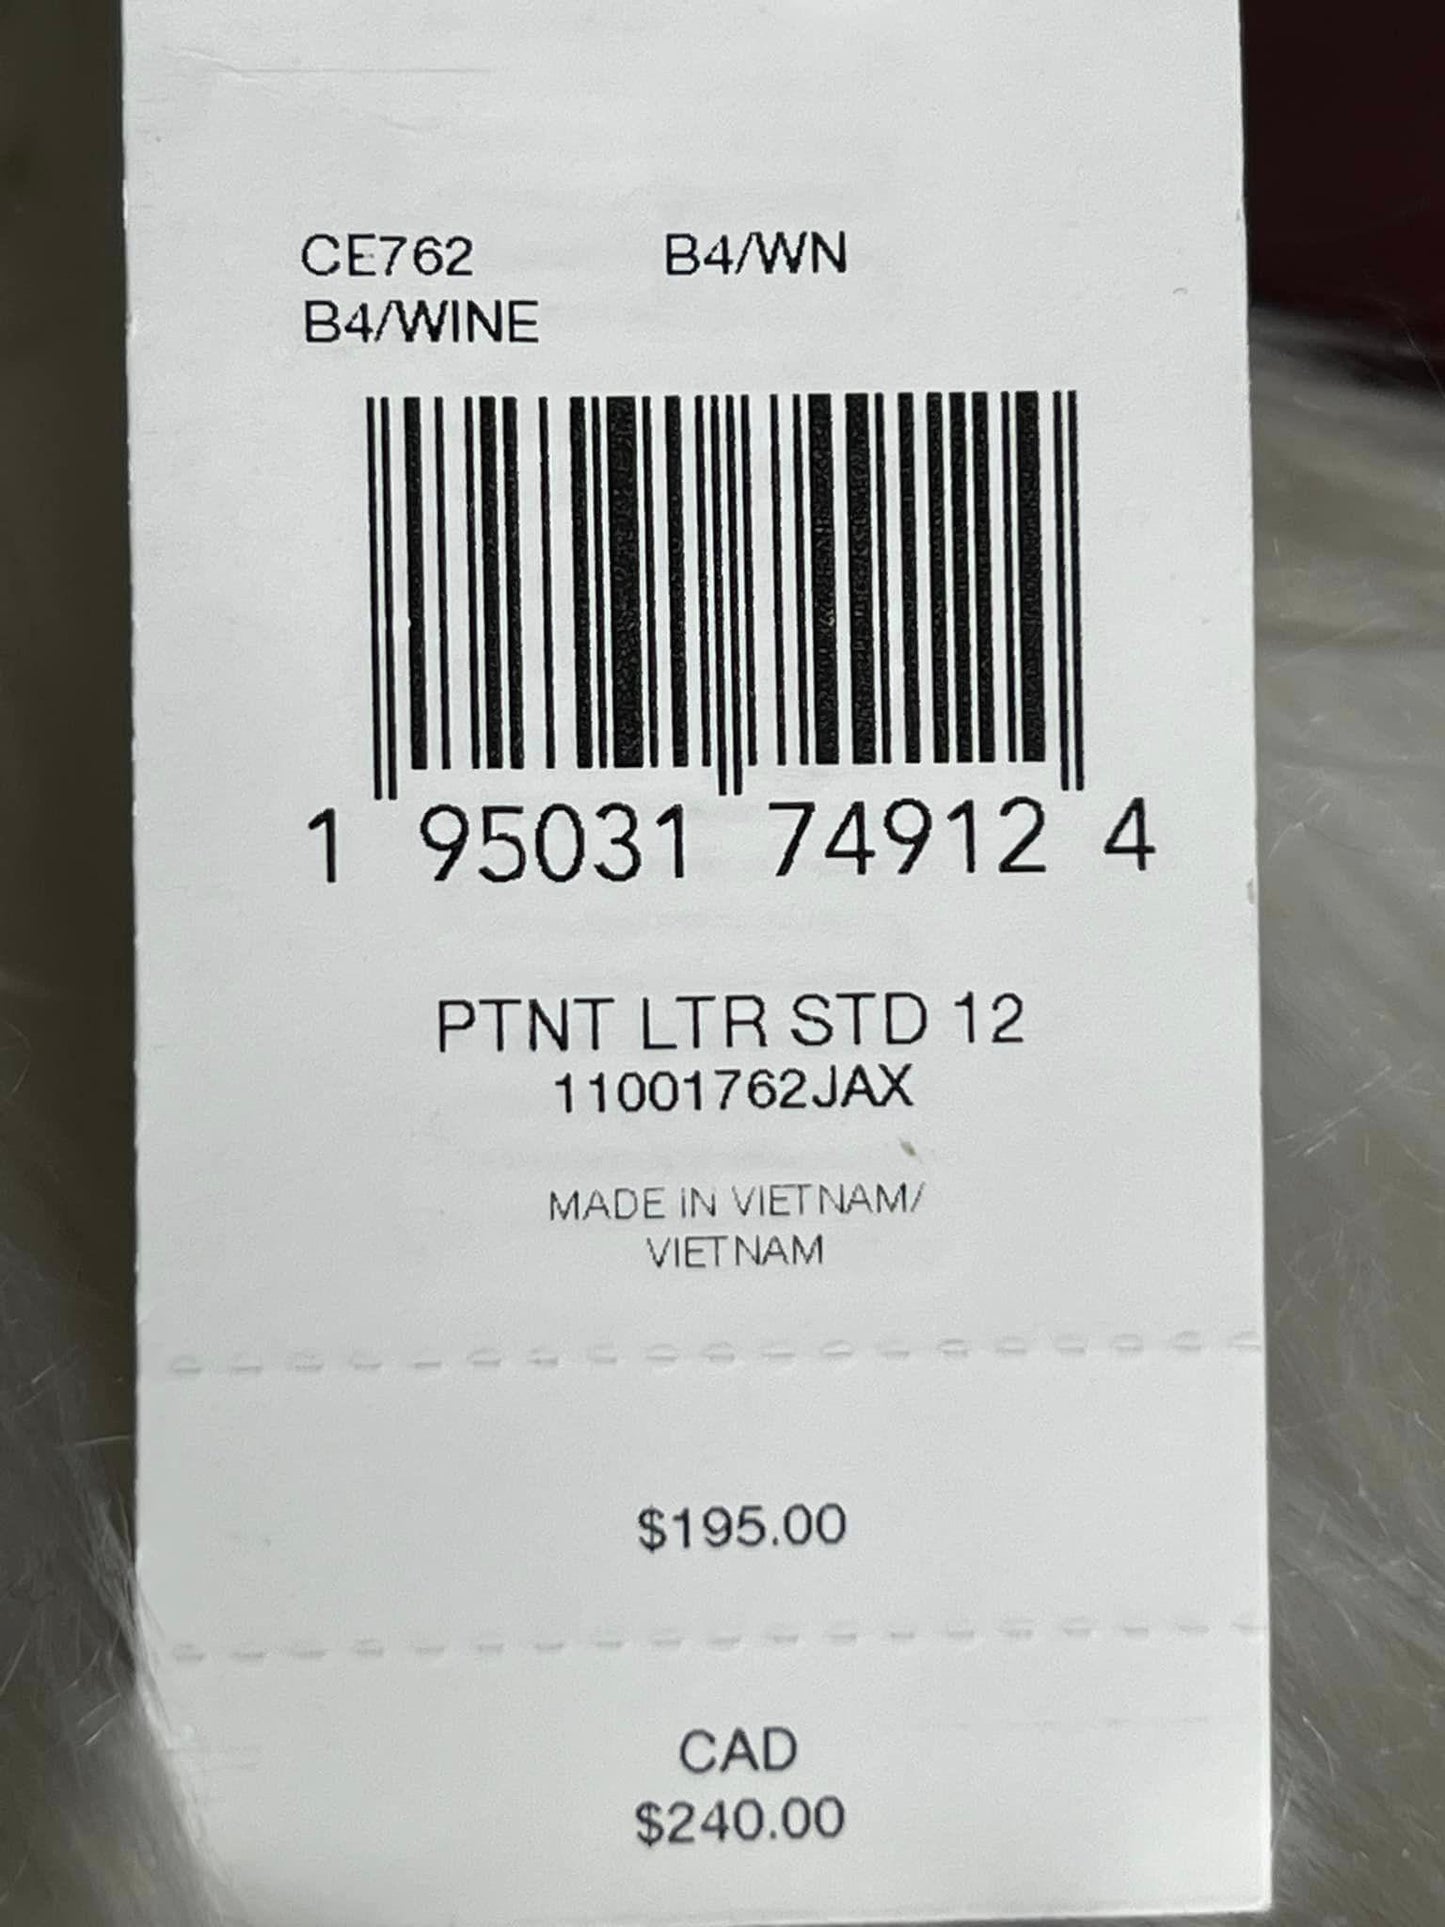 CE762 B4/WN
B4/WINE
1 95031 74912 4
PTNT LTR STD 12
11001762JAX
MADE IN VIETNAM/
VIETNAM
$195.00
CAD
$240.00